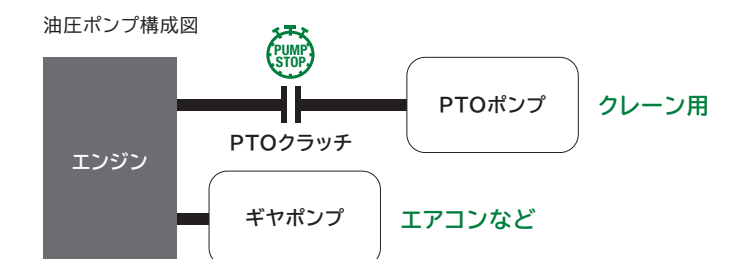 油圧ポンプ構成図
PUMP
STOP
PTOポンプ
クレーン用
PTOクラッチ
エンジン
ギヤポンプ
エアコンなど